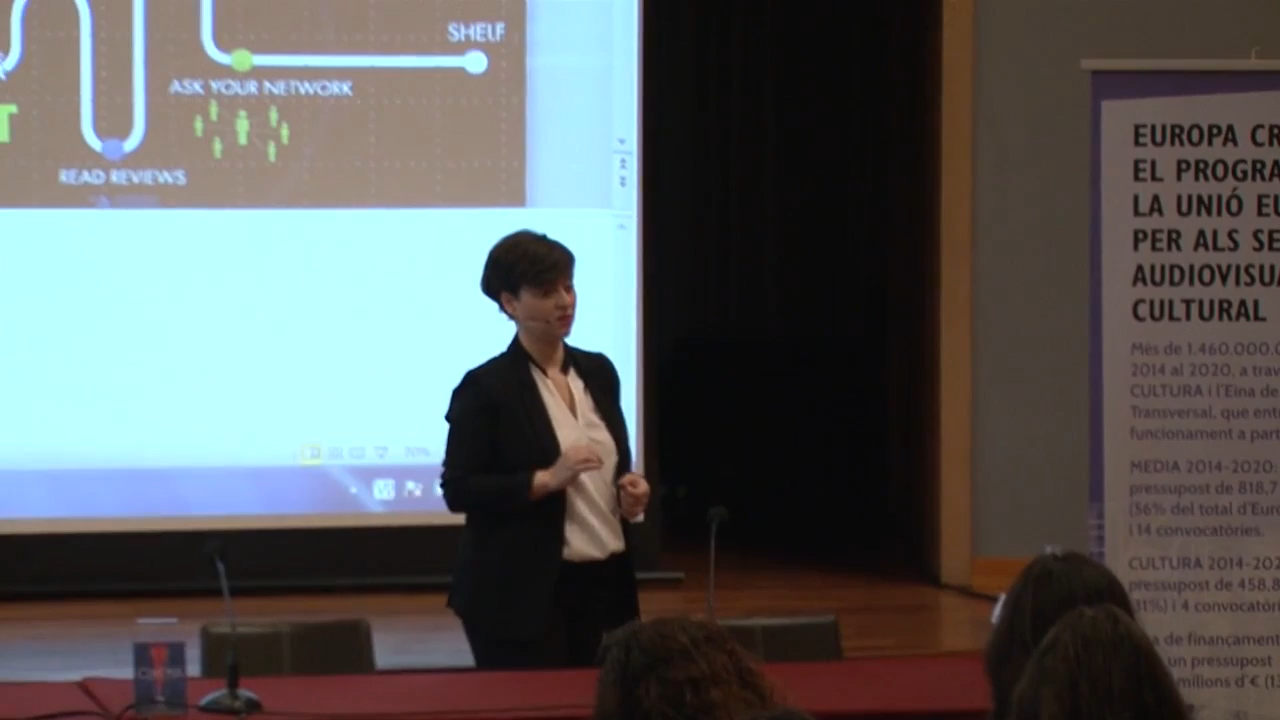 SHELF
ASK YOUR NETWORK
READ REVIEWS
EUROPA CR
EL PROGRA
LA UNIÓ EU
PER ALS SE
AUDIOVISUA
CULTURAL
Més de 1.460.000.0
2014 al 2020, a trav
CULTURA i l'Eina de
Transversal, que ent
funcionament a part
MEDIA 2014-2020:
pressupost de 818,7
(56% del total d'Euro
i 14 convocatòries.
CULTURA 2014-202
pressupost de 458,8
31%) i 4 convocatòri
a de finançament
un pressupost
milions d'€ (13